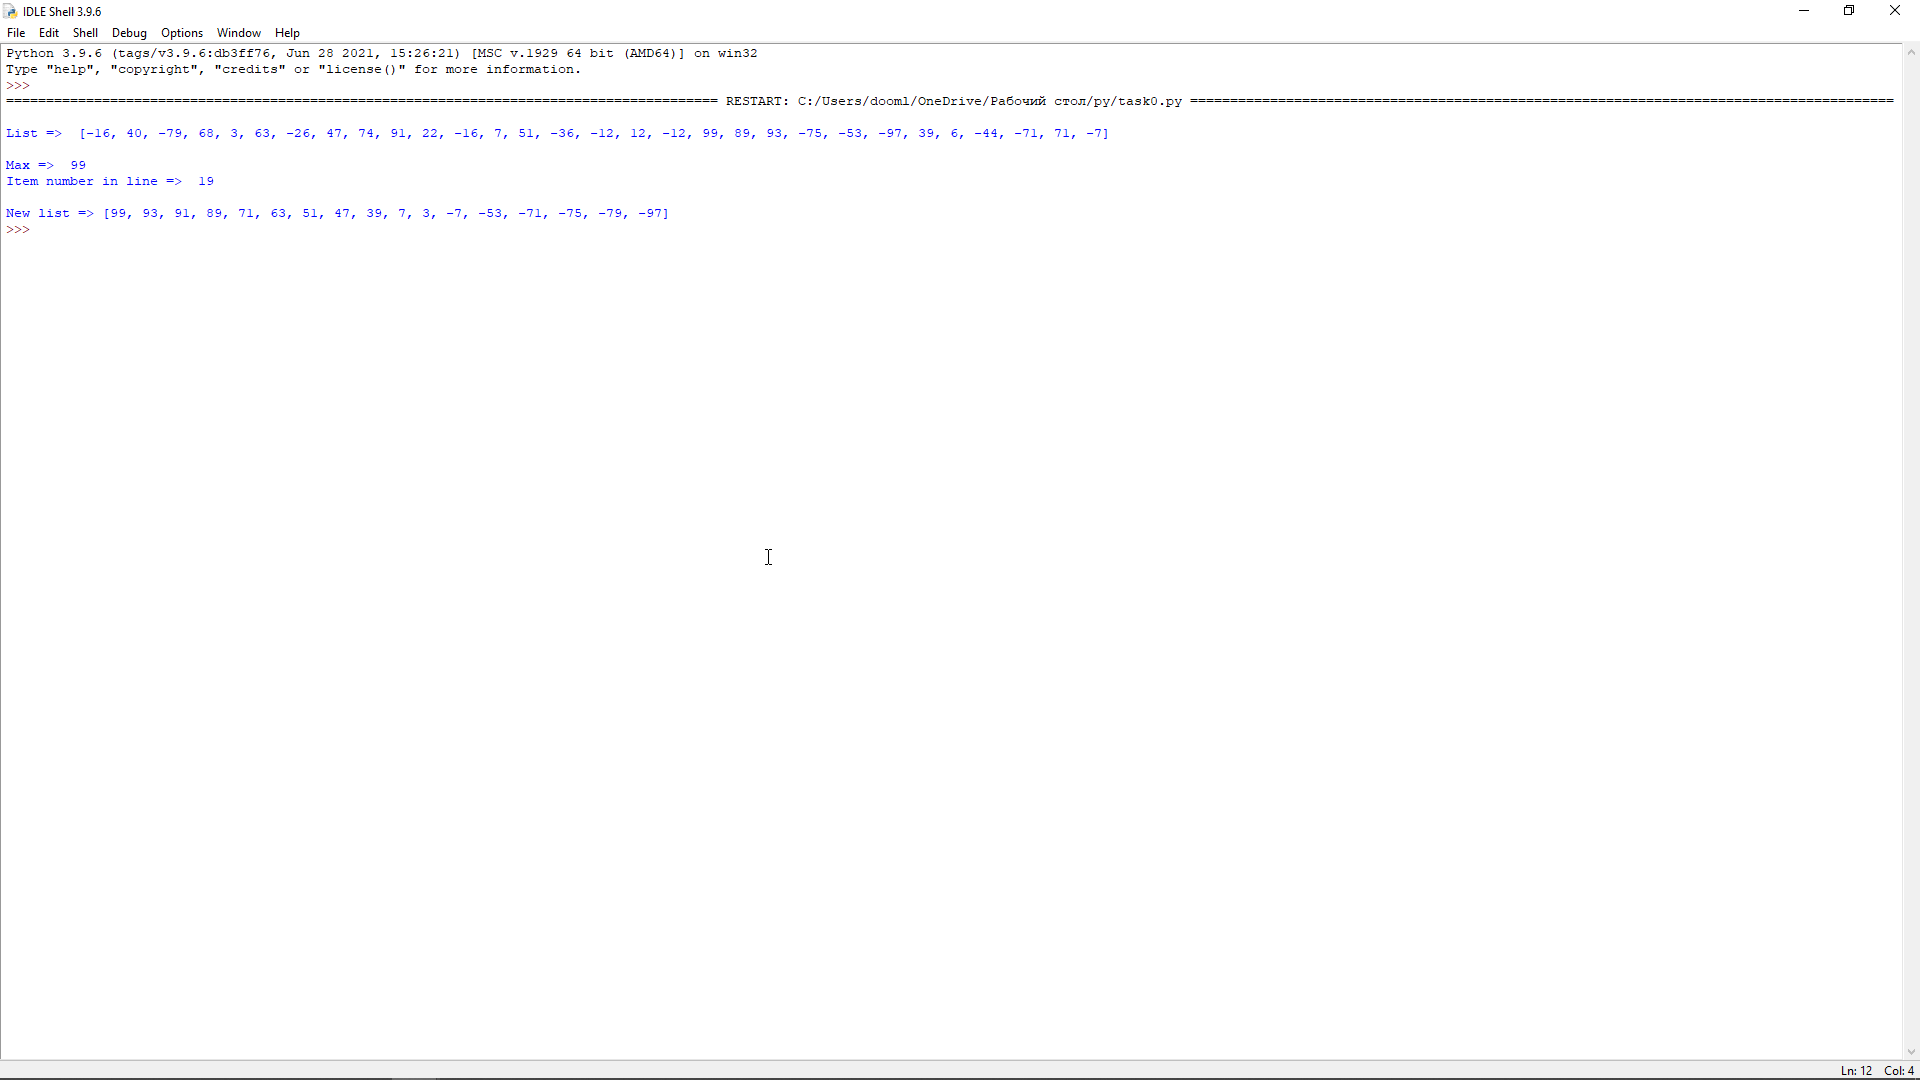 IDLE Shell 3.9.6
File Edit Shell Debug Options Window Help
Python 3.9.6 (tags/v3.9.6:db3ff76, Jun 28 2021, 15:26:21) [MSC v.1929 64 bit (AMD64)] on win32
Type "help", "copyright", "credits" or "license()" for more information.
>>>
========================================================================================= RESTART: C:/Users/dooml/OneDrive/Рабочий стол/py/task0.py ========================================================================================
List =>  [-16, 40, -79, 68, 3, 63, -26, 47, 74, 91, 22, -16, 7, 51, -36, -12, 12, -12, 99, 89, 93, -75, -53, -97, 39, 6, -44, -71, 71, -7]
Max =>  99
Item number in line =>  19
New list => [99, 93, 91, 89, 71, 63, 51, 47, 39, 7, 3, -7, -53, -71, -75, -79, -97]
>>>
Ln: 12 Col: 4